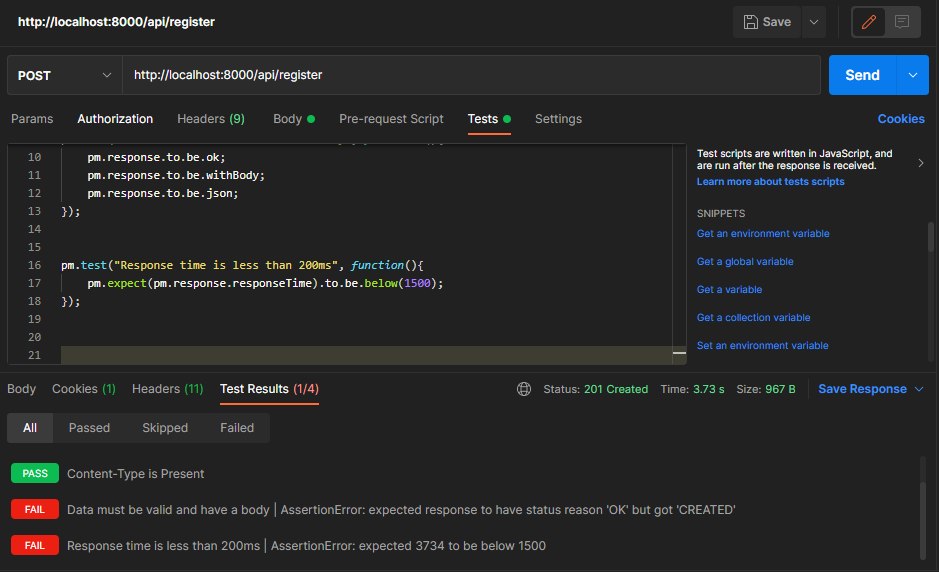 http://localhost:8000/api/register
Save
POST
http://localhost:8000/api/register
Send
Params
Authorization
Headers (9)
Body
Pre-request Script
Tests
Settings
Cookies
10 pm.response.to.be.ok;
11 pm.response.to.be.withBody;
12 pm.response.to.be.json;
13 });
14
15
16 pm.test("Response time is less than 200ms", function(){
17 pm.expect(pm.response.responseTime).to.be.below(1500);
18 });
19
20
21
Test scripts are written in JavaScript, and
are run after the response is received.
Learn more about tests scripts
SNIPPETS
Get an environment variable
Get a global variable
Get a variable
Get a collection variable
Set an environment variable
Body
Cookies (1)
Headers (11)
Test Results (1/4)
Status: 201 Created
Time: 3.73 s
Size: 967 B
Save Response
All
Passed
Skipped
Failed
PASS Content-Type is Present
FAIL Data must be valid and have a body | AssertionError: expected response to have status reason 'OK' but got 'CREATED'
FAIL Response time is less than 200ms | AssertionError: expected 3734 to be below 1500